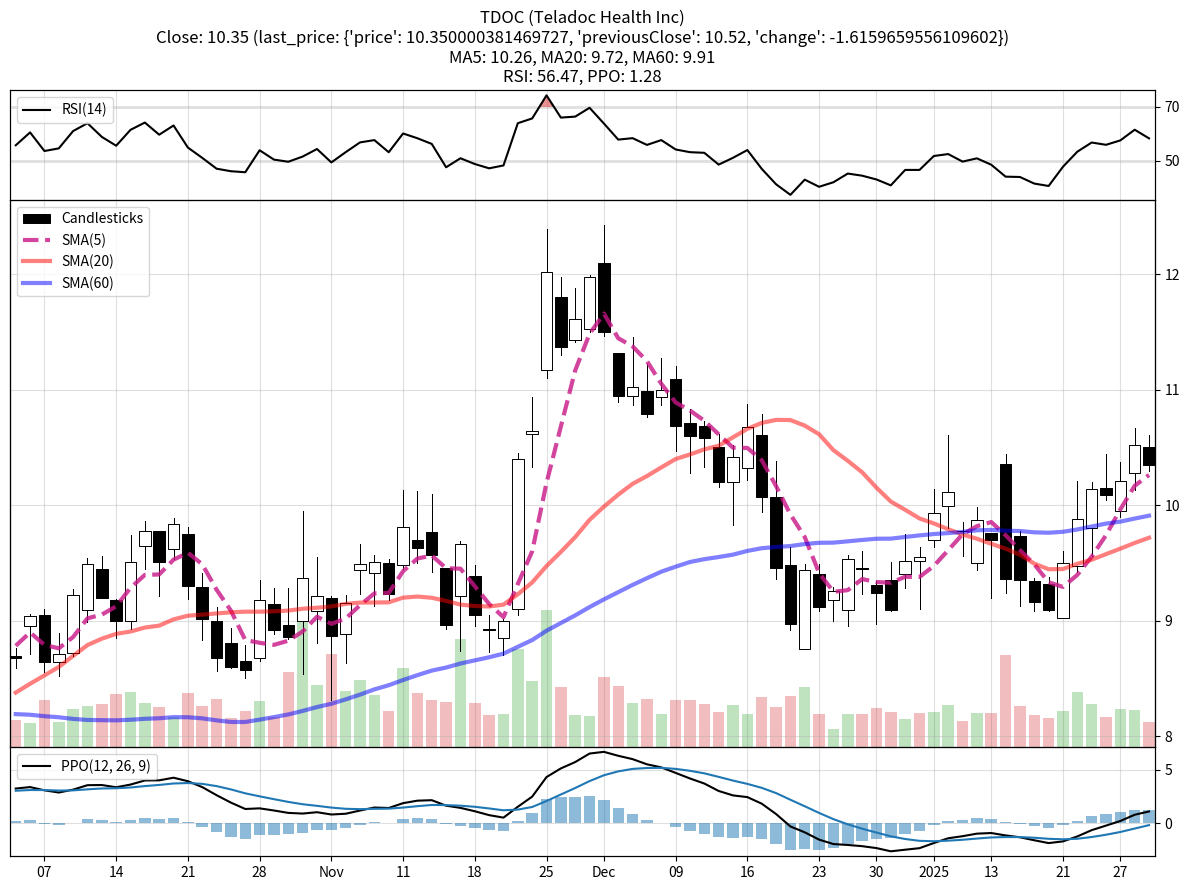 TDOC (Teladoc Health Inc)
Close: 10.35 (last_price: {'price': 10.350000381469727, 'previousClose': 10.52, 'change': -1.6159659556109602})
MA5: 10.26, MA20: 9.72, MA60: 9.91
RSI: 56.47, PPO: 1.28
RSI(14)
70
50
Candlesticks
SMA(5)
SMA(20)
SMA(60)
12
11
10
9
8
PPO(12, 26, 9)
5
0
07 14 21 28 Nov 11 18 25 Dec 09 16 23 30 2025 13 21 27